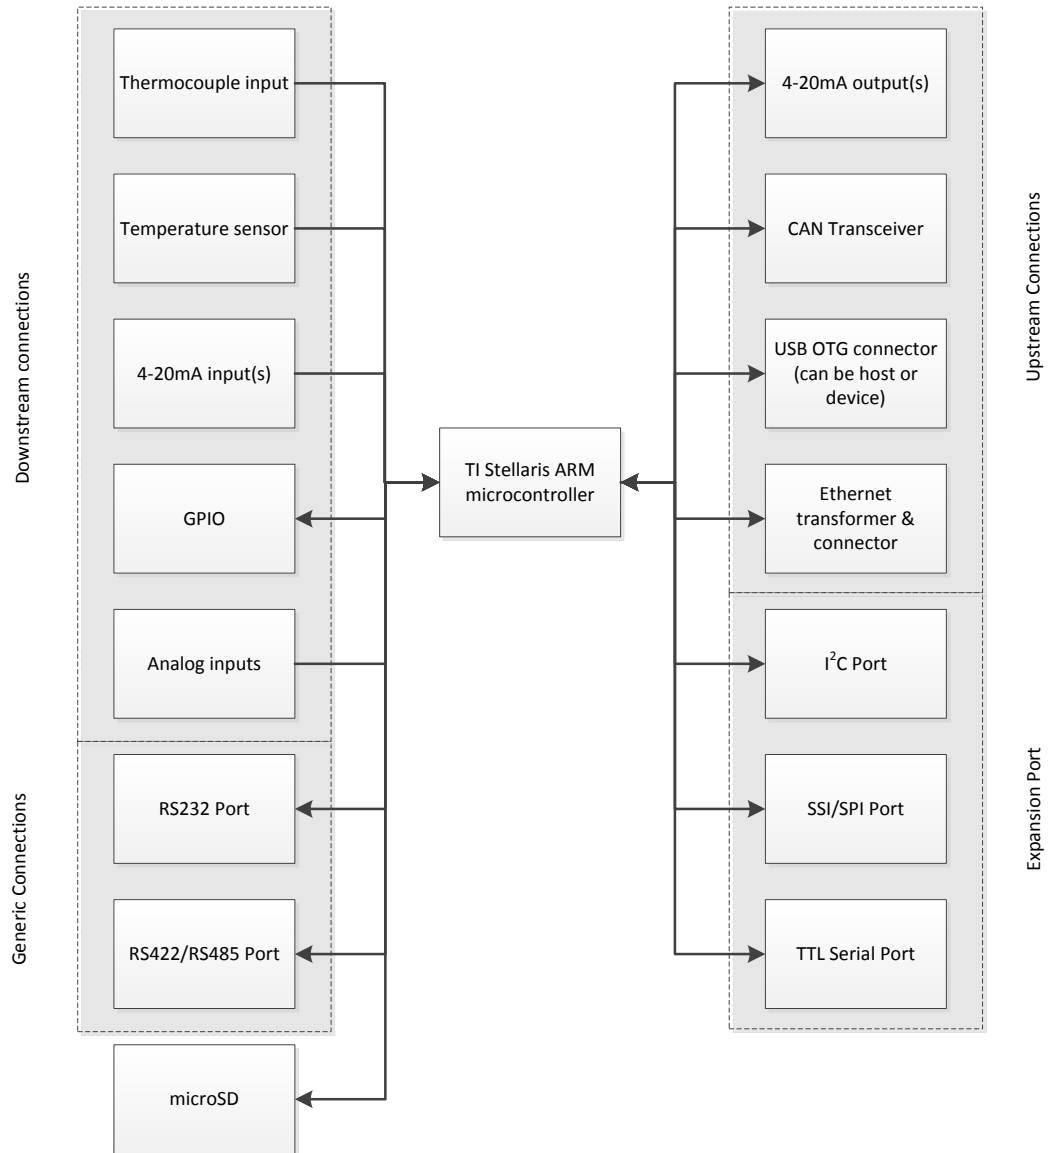 Downstream connections
Thermocouple input
Temperature sensor
4-20mA input(s)
GPIO
Analog inputs
Generic Connections
RS232 Port
RS422/RS485 Port
microSD
TI Stellaris ARM
microcontroller
Upstream Connections
4-20mA output(s)
CAN Transceiver
USB OTG connector
(can be host or
device)
Ethernet
transformer &
connector
Expansion Port
I²C Port
SSI/SPI Port
TTL Serial Port